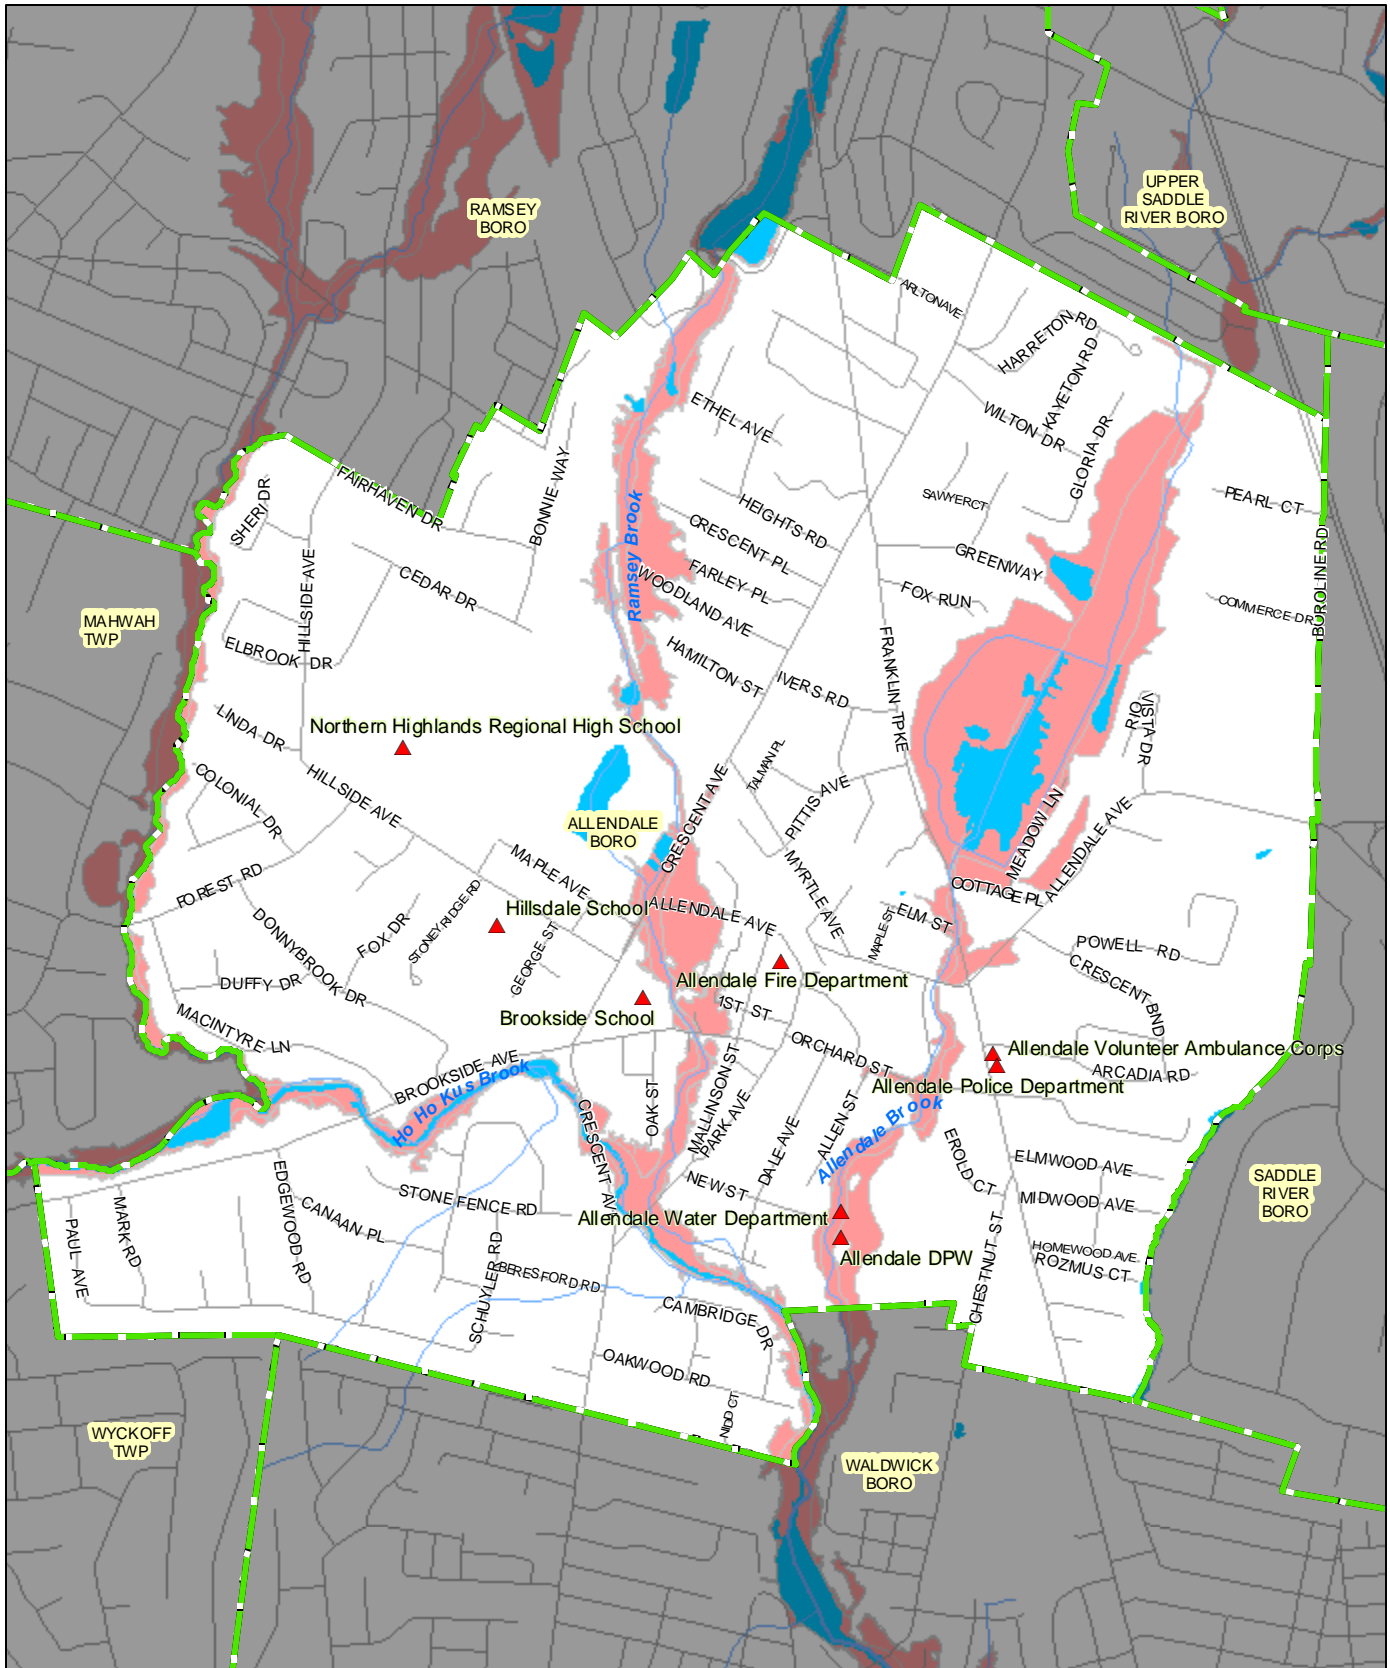 UPPER
SADDLE
RIVER BORO
RAMSEY
BORO
ARLTONAVE
HARRETON RD
KAYETON RD
WILTON DR
GLORIA DR
ETHEL AVE
BONNIE WAY
FAIRHAVEN DR
SHERI DR
SAWYER CT
PEARL CT
HEIGHTS RD
CRESCENT PL
Ramsey Brook
GREENWAY
FARLEY PL
WOODLAND AVE
CEDAR DR
HILLSIDE AVE
FOX RUN
COMMERCE DR
BOROLINE RD
MAHWAH
TWP
ELBROOK DR
HAMILTON ST
IVERS RD
FRANKLIN TPKE
VISTA DR
RIO
LINDA DR
Northern Highlands Regional High School
TALMAN PL
COLONIAL DR
HILLSIDE AVE
CRESCENT AVE
PITTIS AVE
ALLENDALE
BORO
MEADOW LN
ALLENDALE AVE
MAPLE AVE
MYRTLE AVE
FOREST RD
COTTAGE PL
STONEY RIDGE RD
Hillsdale School
ALLENDALE AVE
ELM ST
MAPLE ST
DONNYBROOK DR
FOX DR
GEORGE ST
POWELL RD
CRESCENT BND
DUFFY DR
Allendale Fire Department
1ST ST
Brookside School
MACINTYRE LN
ORCHARD ST
Allendale Volunteer Ambulance Corps
ARCADIA RD
Allendale Police Department
BROOKSIDE AVE
Ho Ho Kus Brook
OAK ST
MALLINSON ST
PARK AVE
CRESCENT AV
ALLEN ST
DALE AVE
Allendale Brook
EROLD CT
ELMWOOD AVE
MIDWOOD AVE
SADDLE
RIVER
BORO
EDGEWOOD RD
MARK RD
PAUL AVE
CANAAN PL
STONE FENCE RD
NEW ST
Allendale Water Department
Allendale DPW
CHESTNUT ST
HOMEWOOD AVE
ROZMUS CT
SCHUYLER RD
BERESFORD RD
CAMBRIDGE DR
OAKWOOD RD
NIDD CT
WYCKOFF
TWP
WALDWICK
BORO